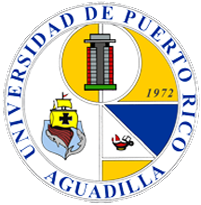 UNIVERSIDAD DE PUERTO RICO
1972
AGUADILLA